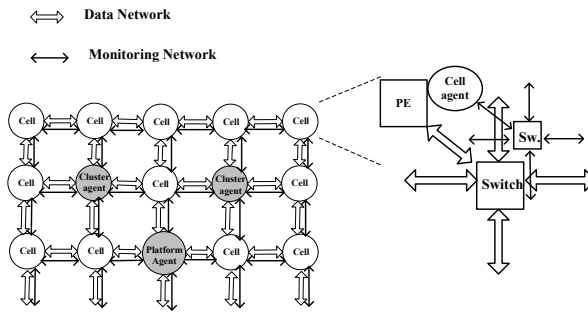 Data Network
Monitoring Network
Cell Cell Cell Cell Cell
Cell
agent
PE
Sw.
Switch
Cell Cluster
agent Cell Cluster
agent Cell
Cell Cell Platform
Agent Cell Cell